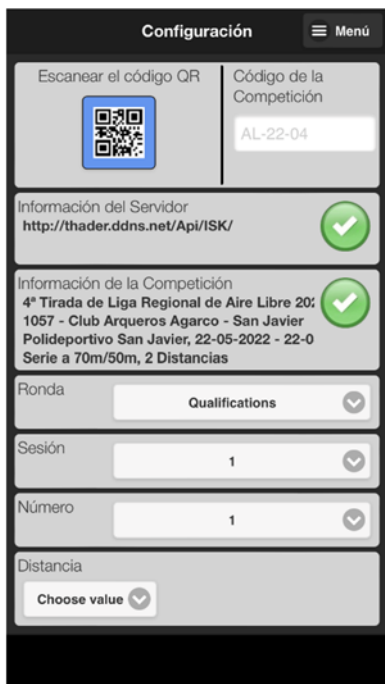 Configuración
Menú
Escanear el código QR
Código de la
Competición
AL-22-04
Información del Servidor
http://thader.ddns.net/Api/ISK/
Información de la Competición
4ª Tirada de Liga Regional de Aire Libre 202
1057 - Club Arqueros Agarco - San Javier
Polideportivo San Javier, 22-05-2022 - 22-0
Serie a 70m/50m, 2 Distancias
Ronda
Qualifications
Sesión
1
Número
1
Distancia
Choose value